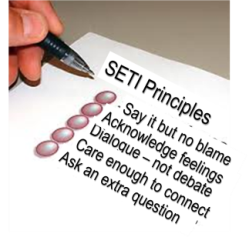 SETI Principles
Say it but no blame
Acknowledge feelings
Dialogue – not debate
Care enough to connect
Ask an extra question